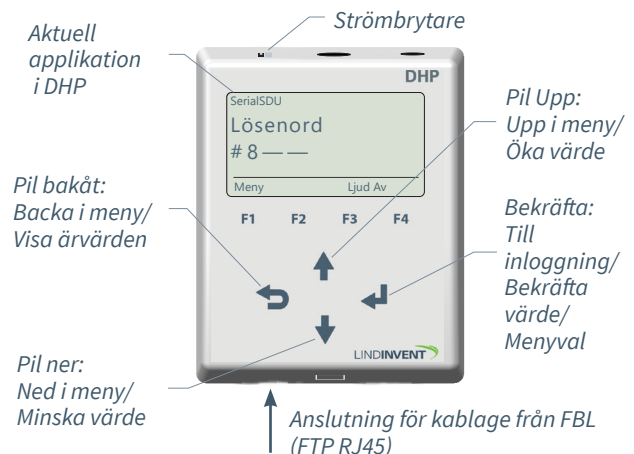 Strömbrytare
Aktuell
applikation
i DHP
DHP
SerialSDU
Lösenord
# 8 — —
Meny Ljud Av
F1 F2 F3 F4
Pil Upp:
Upp i meny/
Öka värde
Pil bakåt:
Backa i meny/
Visa ärvärden
Bekräfta:
Till
inloggning/
Bekräfta
värde/
Menyval
LINDINVENT
Pil ner:
Ned i meny/
Minska värde
Anslutning för kablage från FBL
(FTP RJ45)